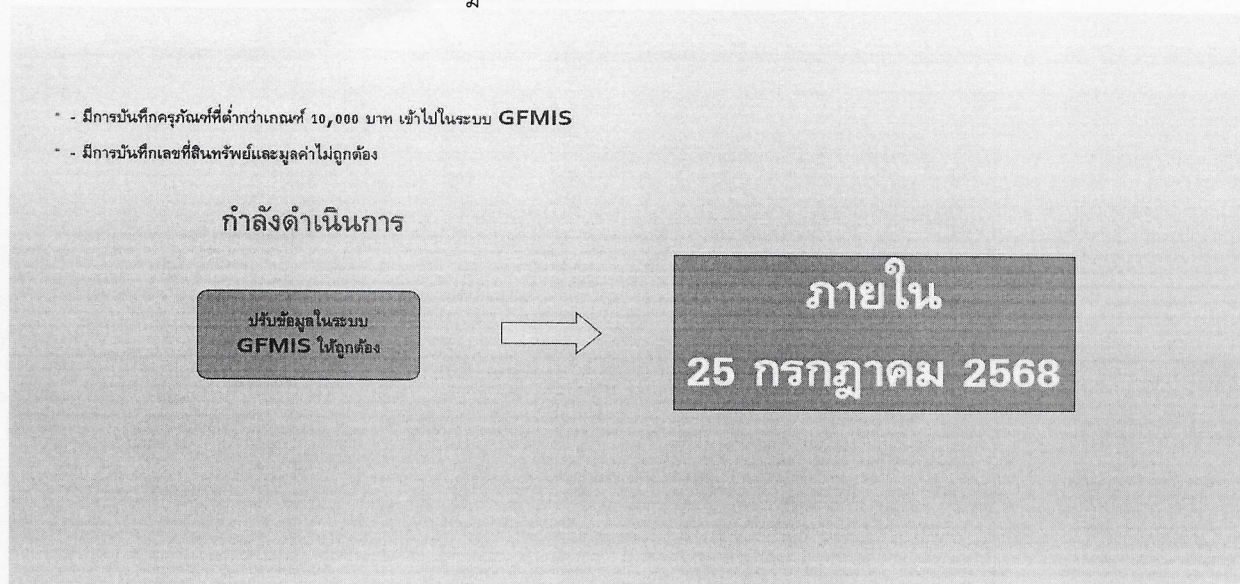 " - มีการบันทึกครุภัณฑ์ที่ต่ำกว่าเกณฑ์ 10,000 บาท เข้าไปในระบบ GFMIS
" - มีการบันทึกเลขที่สินทรัพย์และมูลค่าไม่ถูกต้อง
กำลังดำเนินการ
ปรับข้อมูลในระบบ
GFMIS ให้ถูกต้อง
ภายใน
25 กรกฎาคม 2568